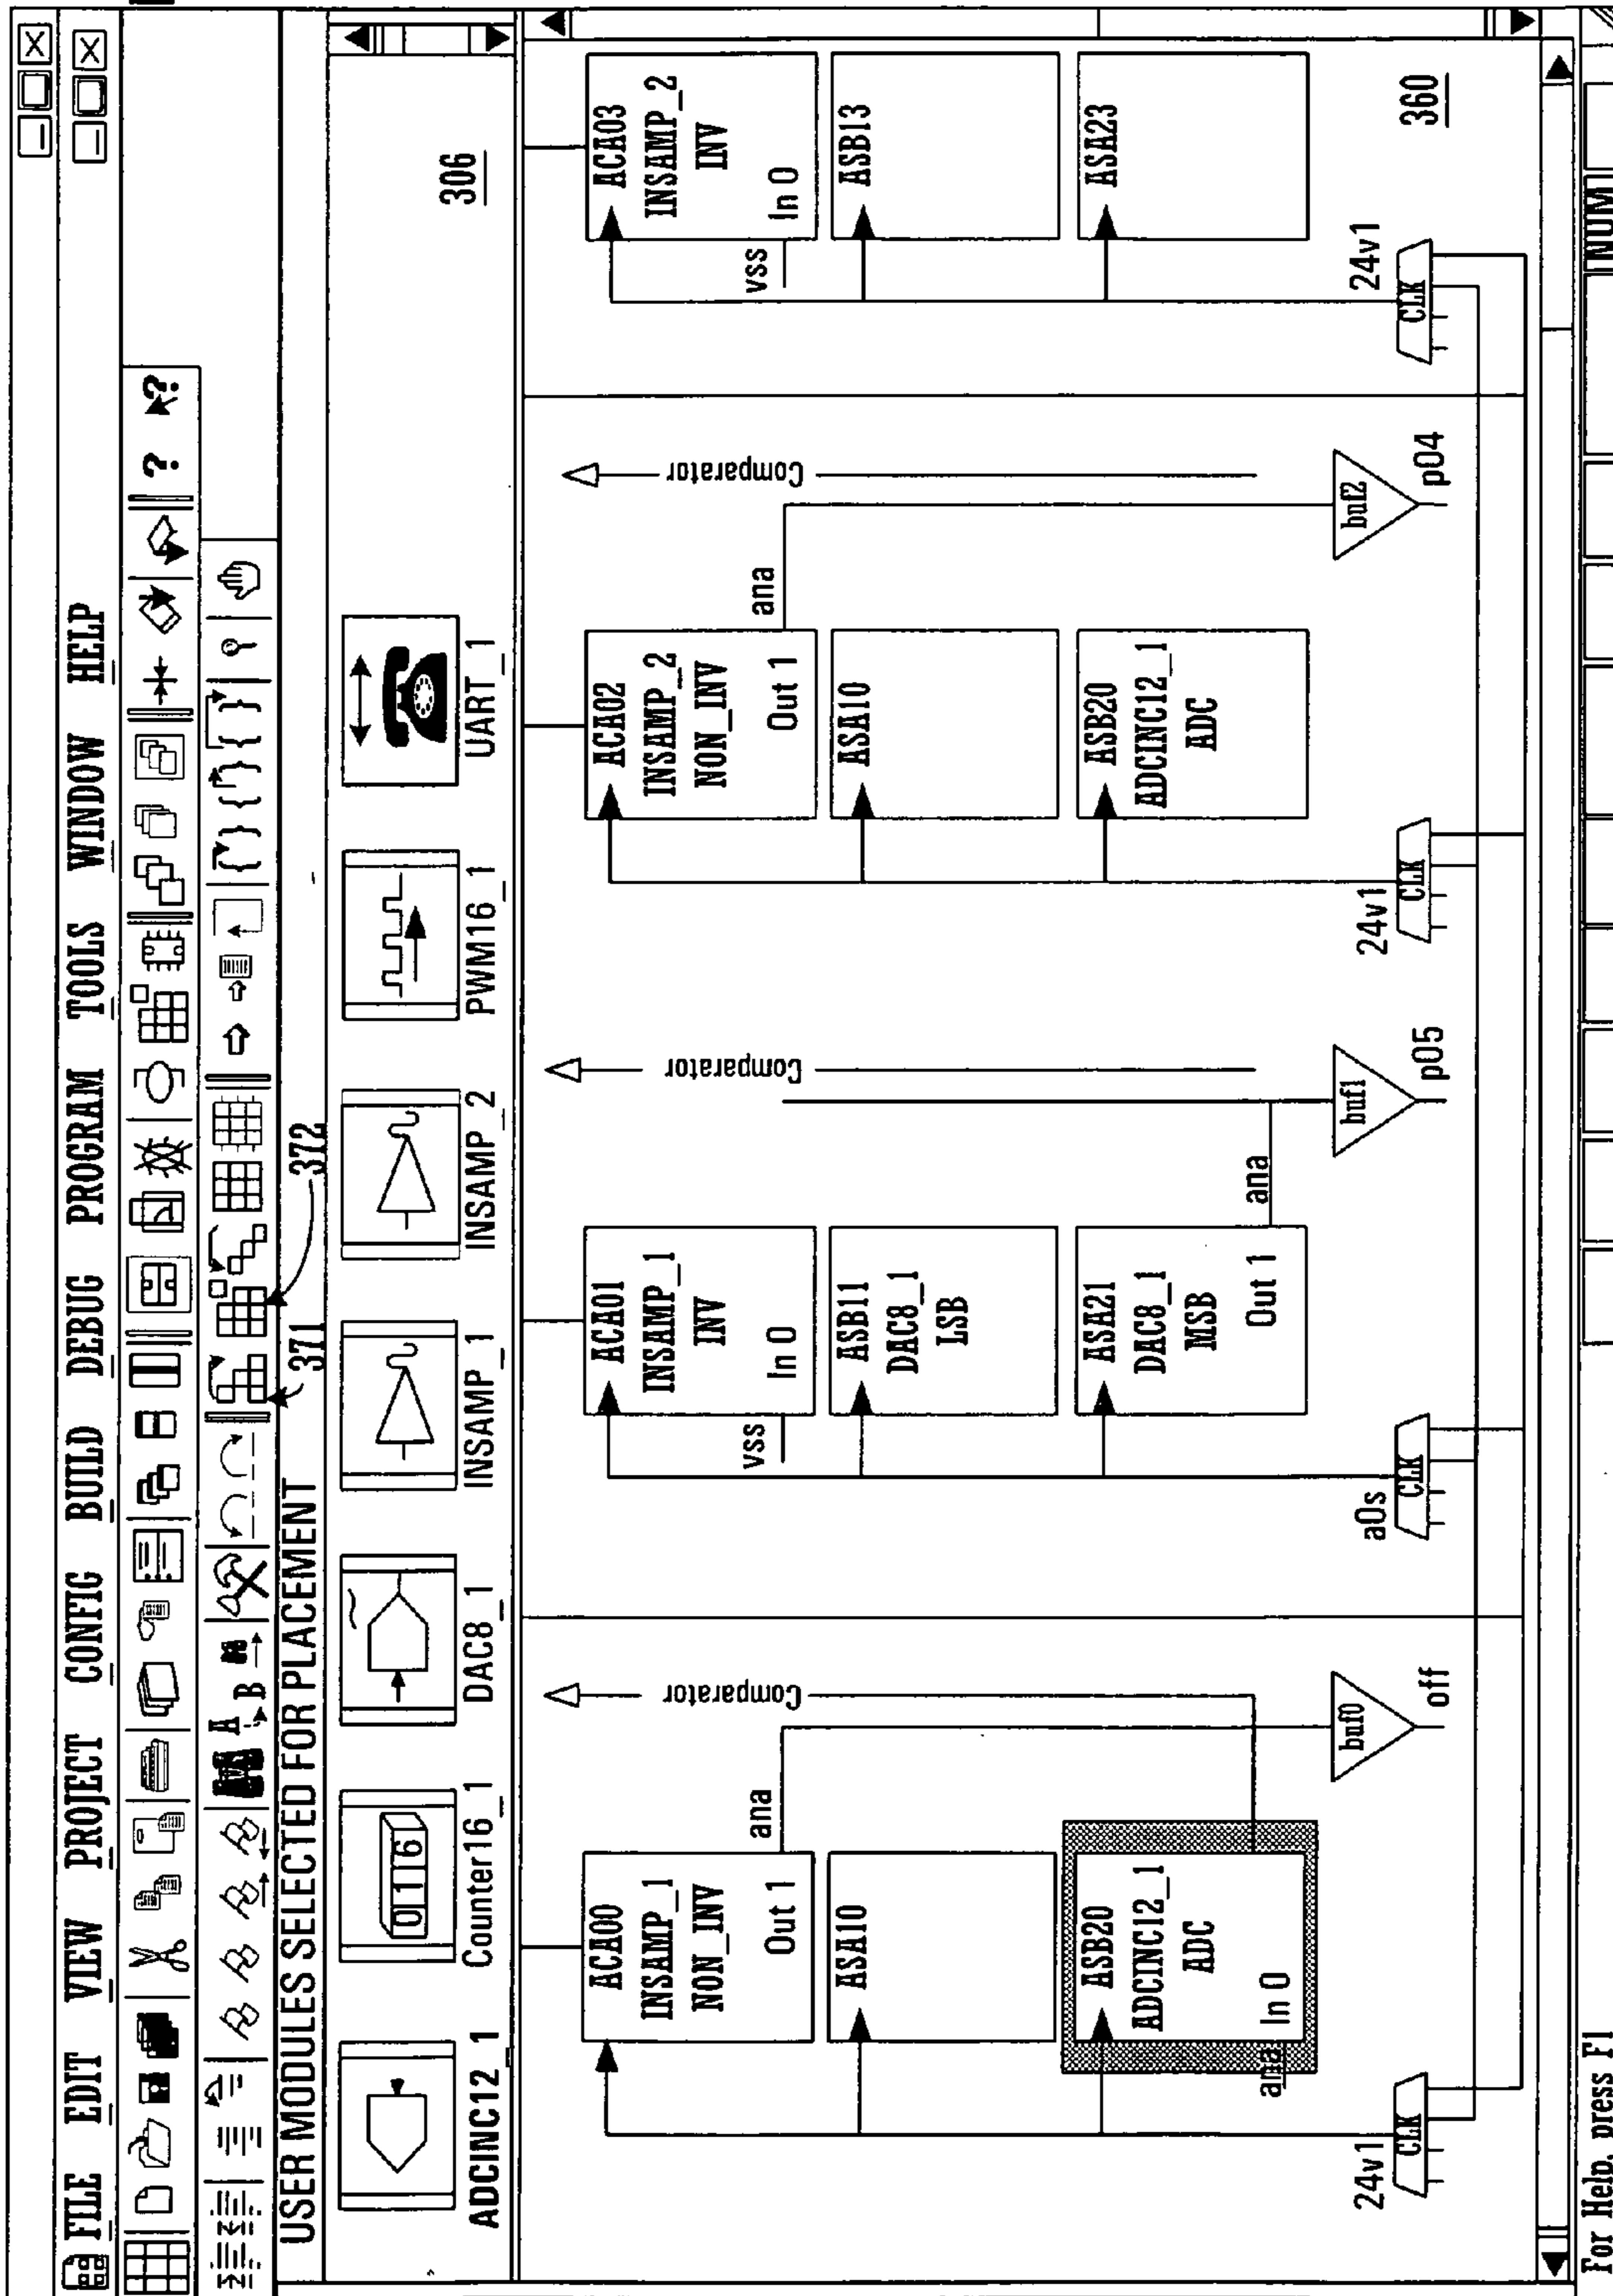 FILE EDIT VIEW PROJECT CONFIG BUILD DEBUG PROGRAM TOOLS WINDOW HELP
? ?
A B
371 372
USER MODULES SELECTED FOR PLACEMENT
306
0 1 1 6
ADCINC12_1 Counter16_1 DAC8_1 INSAMP_1 INSAMP_2 PWM16_1 UART_1
ACA00
INSAMP_1
NON_INV
Out 1
ana
ASA10
ASB20
ADCINC12_1
ADC
In 0
ana
Comparator
buf0
off
24v1
CLK
ACA01
INSAMP_1
INV
In 0
vss
ASB11
DAC8_1
LSB
ASA21
DAC8_1
MSB
Out 1
ana
Comparator
buf1
p05
a0s
CLK
ACA02
INSAMP_2
NON_INV
Out 1
ana
ASA10
ASB20
ADCINC12_1
ADC
Comparator
buf2
p04
24v1
CLK
ACA03
INSAMP_2
INV
In 0
vss
ASB13
ASA23
24v1
CLK
360
For Help, press F1
NUM